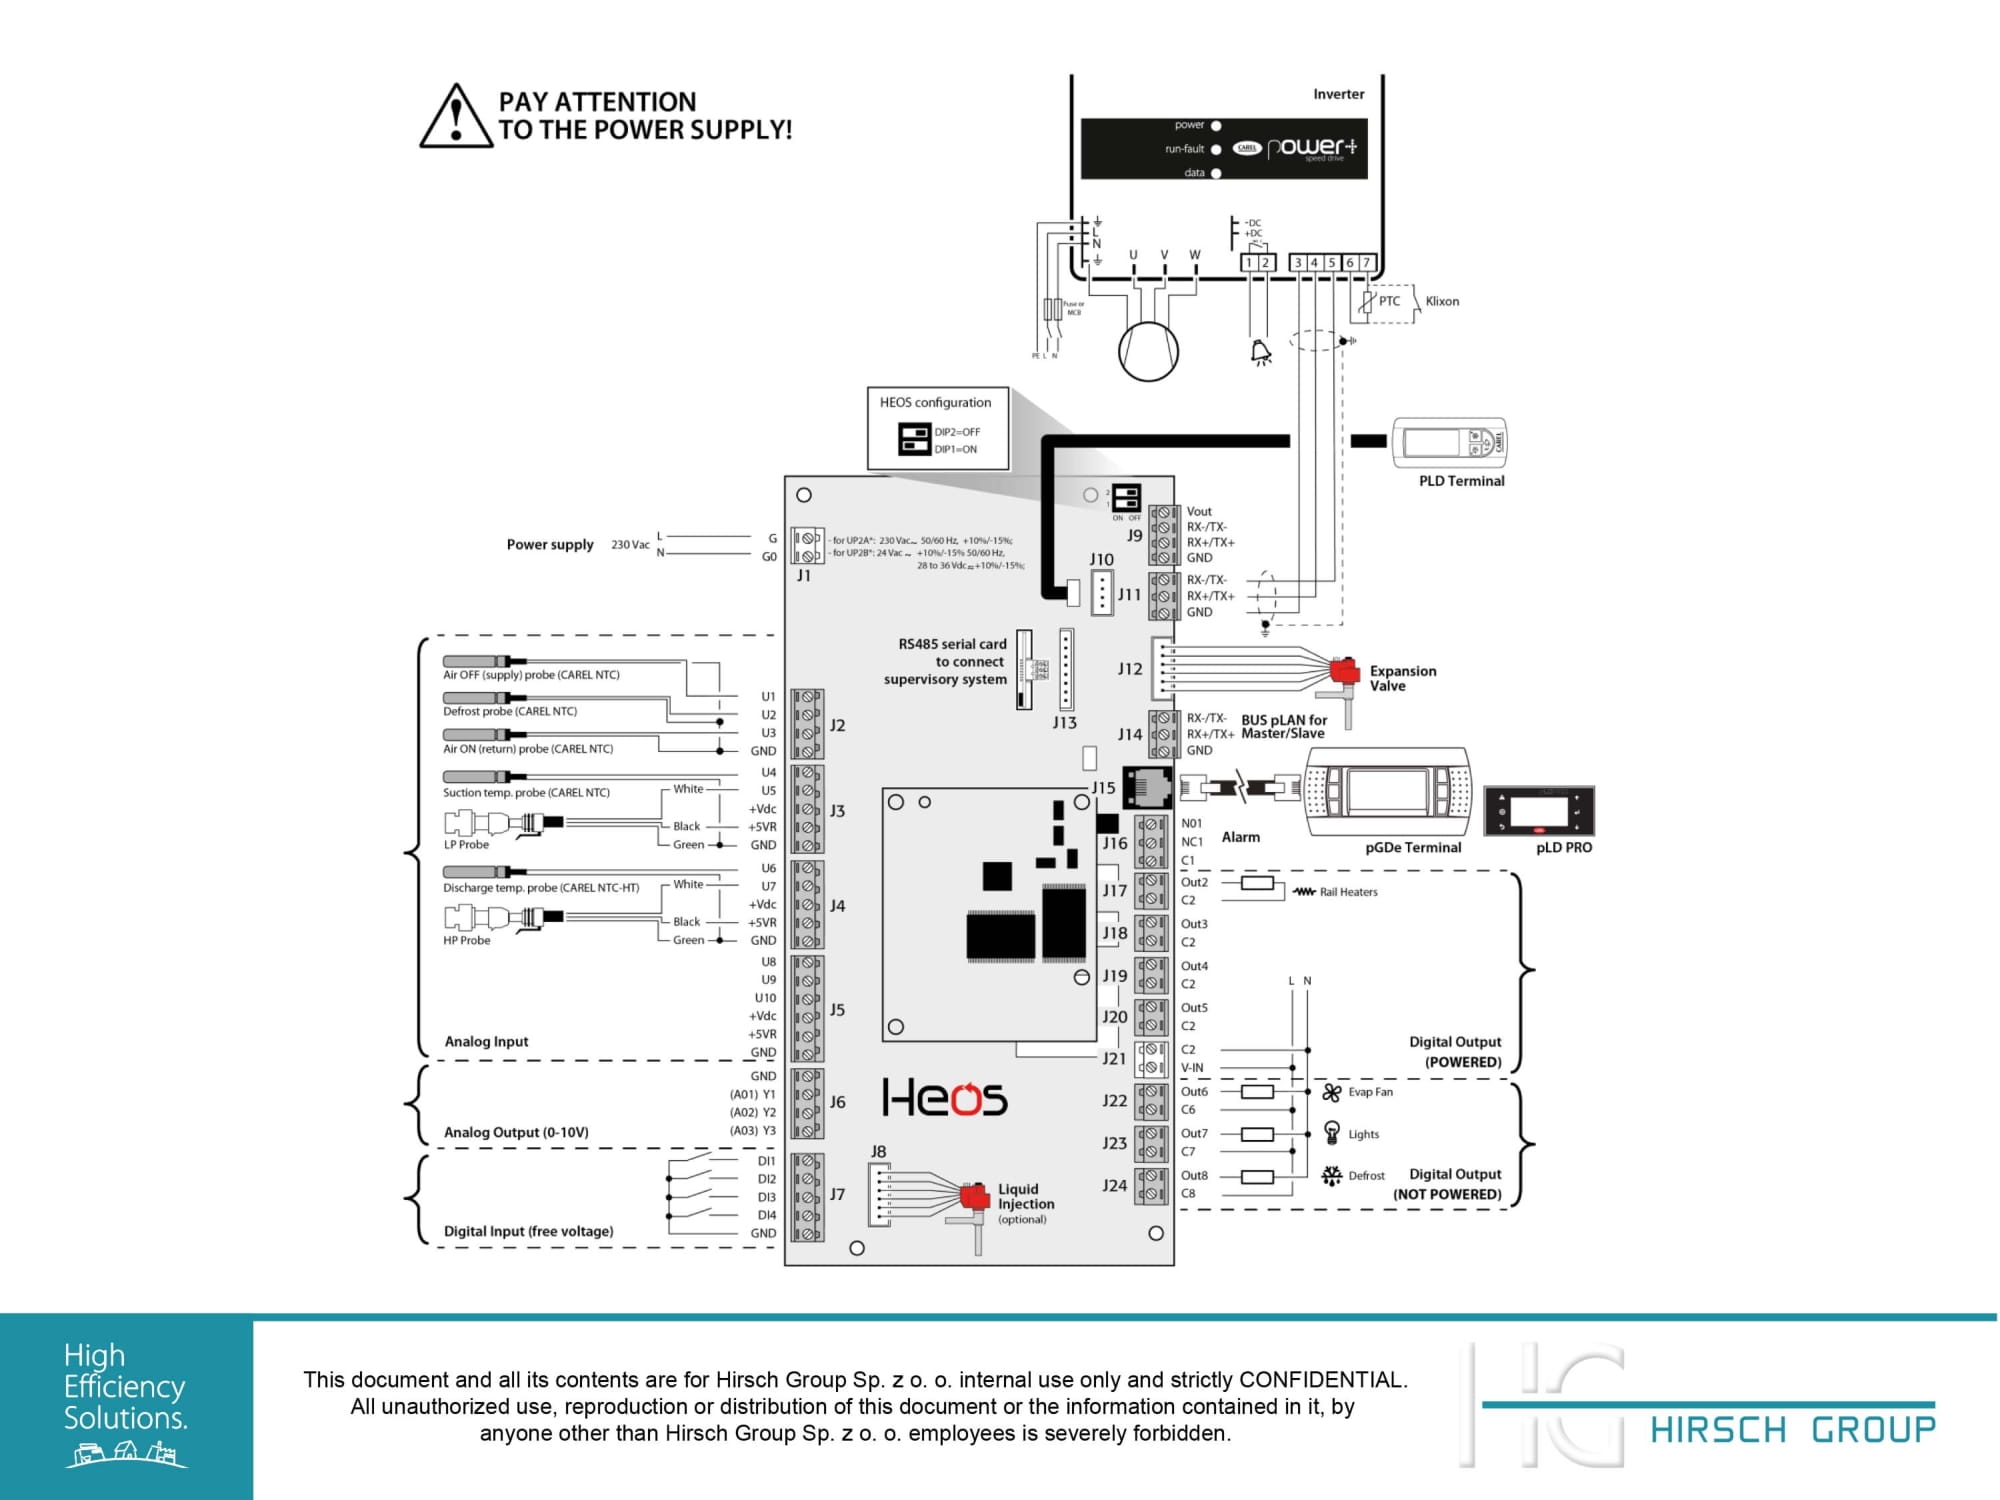 PAY ATTENTION
TO THE POWER SUPPLY!
Inverter
power
run-fault
data
CAREL
power+
speed drive
L
N
-DC
+DC
U V W
1 2 3 4 5 6 7
Fuse or
MCB
PE L N
PTC
Klixon
HEOS configuration
DIP2=OFF
DIP1=ON
CAREL
PLD Terminal
2
1
ON OFF
Power supply 230 Vac L
N
G
G0
J1
- for UP2A*: 230 Vac~ 50/60 Hz, +10%/-15%;
- for UP2B*: 24 Vac ~ +10%/-15% 50/60 Hz,
28 to 36 Vdc +10%/-15%;
J9
Vout
RX-/TX-
RX+/TX+
GND
J10
J11
RX-/TX-
RX+/TX+
GND
RS485 serial card
to connect
supervisory system
J13
J12
Expansion
Valve
J14
RX-/TX-
RX+/TX+
GND
BUS pLAN for
Master/Slave
J15
pGDe Terminal
pLD PRO
Air OFF (supply) probe (CAREL NTC)
Defrost probe (CAREL NTC)
Air ON (return) probe (CAREL NTC)
Suction temp. probe (CAREL NTC)
LP Probe
White
Black
Green
Discharge temp. probe (CAREL NTC-HT)
HP Probe
White
Black
Green
Analog Input
U1
U2
U3
GND
J2
U4
U5
+Vdc
+5VR
GND
J3
U6
U7
+Vdc
+5VR
GND
J4
U8
U9
U10
+Vdc
+5VR
GND
J5
Analog Output (0-10V)
GND
(A01) Y1
(A02) Y2
(A03) Y3
J6
Digital Input (free voltage)
DI1
DI2
DI3
DI4
GND
J7
Heos
J8
Liquid
Injection
(optional)
J16
N01
NC1
C1
Alarm
J17
Out2
C2
Rail Heaters
J18
Out3
C2
J19
Out4
C2
L N
J20
Out5
C2
J21
C2
V-IN
Digital Output
(POWERED)
J22
Out6
C6
Evap Fan
J23
Out7
C7
Lights
J24
Out8
C8
Defrost
Digital Output
(NOT POWERED)
High
Efficiency
Solutions.
This document and all its contents are for Hirsch Group Sp. z o. o. internal use only and strictly CONFIDENTIAL.
All unauthorized use, reproduction or distribution of this document or the information contained in it, by
anyone other than Hirsch Group Sp. z o. o. employees is severely forbidden.
HG
HIRSCH GROUP